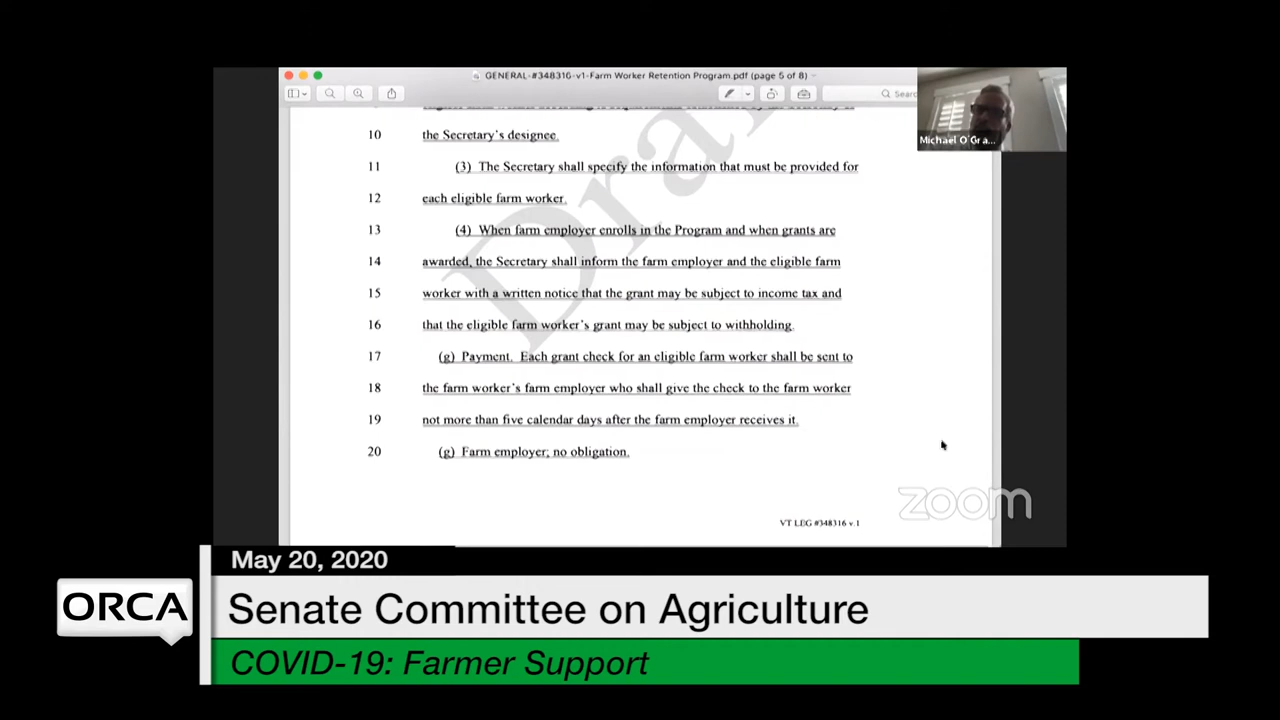 GENERAL-#348316-v1-Farm Worker Retention Program.pdf (page 5 of 8)
Searc
Michael O'Gra...
10 the Secretary's designee.
11 (3) The Secretary shall specify the information that must be provided for
12 each eligible farm worker.
13 (4) When farm employer enrolls in the Program and when grants are
14 awarded, the Secretary shall inform the farm employer and the eligible farm
15 worker with a written notice that the grant may be subject to income tax and
16 that the eligible farm worker's grant may be subject to withholding.
17 (g) Payment. Each grant check for an eligible farm worker shall be sent to
18 the farm worker's farm employer who shall give the check to the farm worker
19 not more than five calendar days after the farm employer receives it.
20 (g) Farm employer; no obligation.
VT LEG #348316 v.1
Draf
zoom
May 20, 2020
ORCA
Senate Committee on Agriculture
COVID-19: Farmer Support